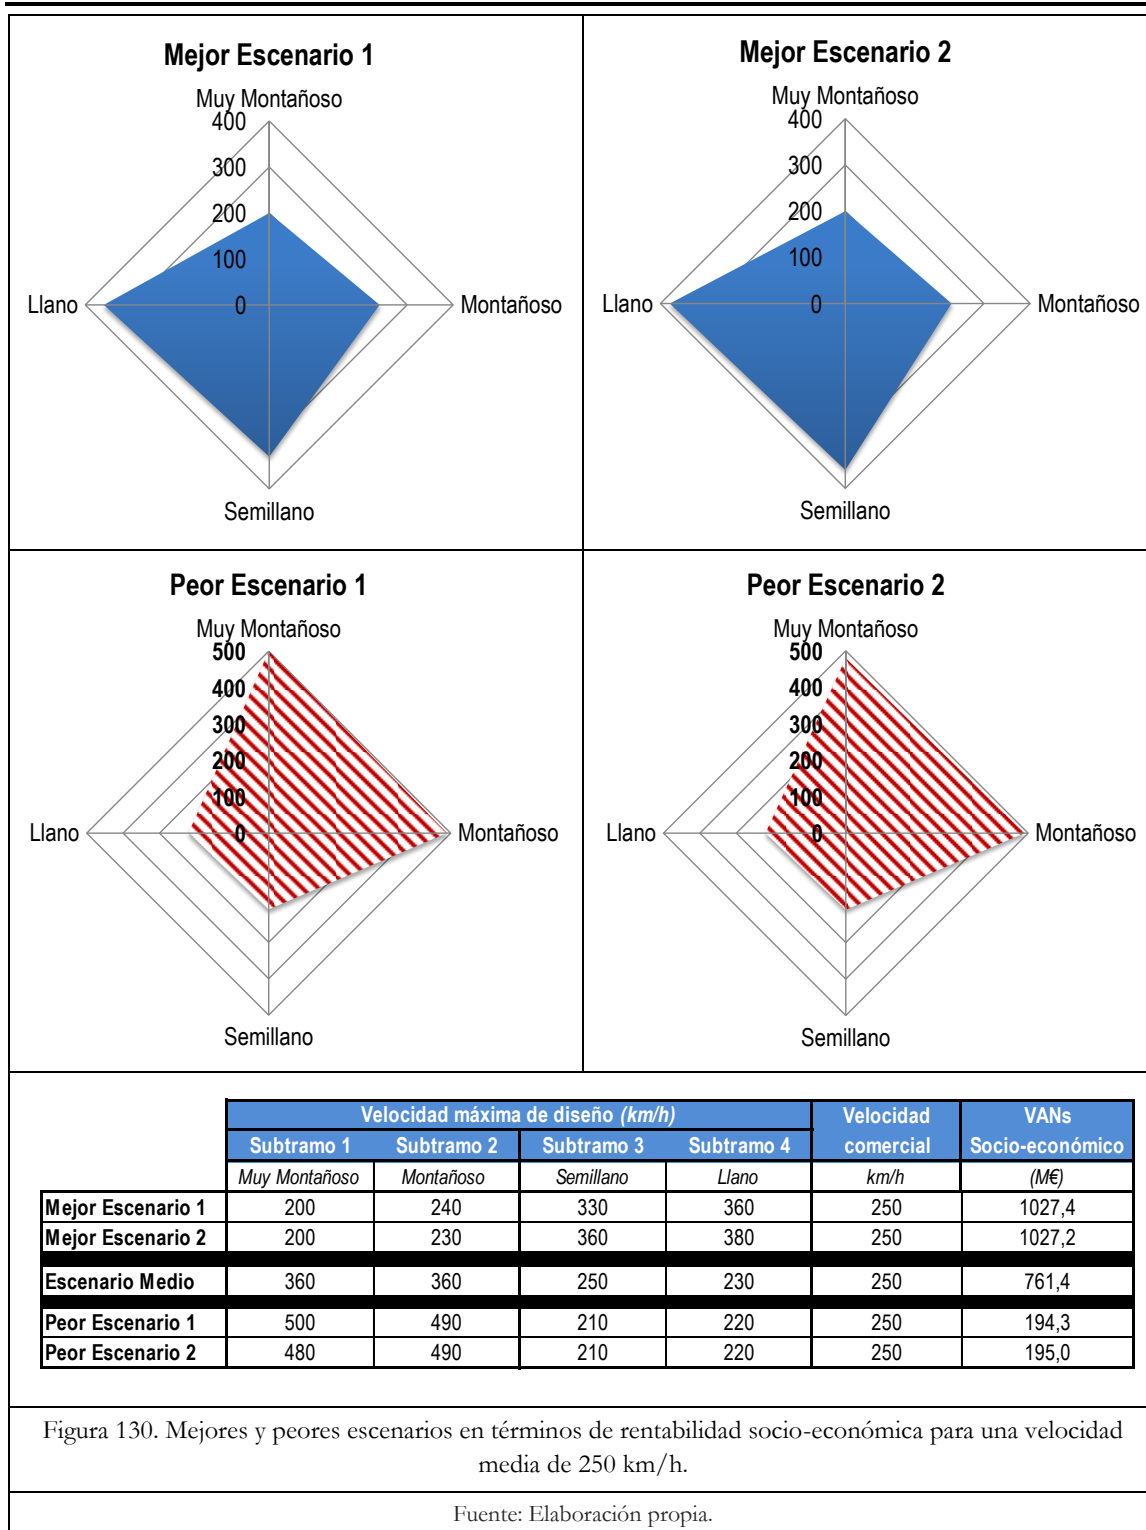 Mejor Escenario 1
Muy Montañoso
400
300
200
100
0
Llano
Montañoso
Semillano
Mejor Escenario 2
Muy Montañoso
400
300
200
100
0
Llano
Montañoso
Semillano
Peor Escenario 1
Muy Montañoso
500
400
300
200
100
0
Llano
Montañoso
Semillano
Peor Escenario 2
Muy Montañoso
500
400
300
200
100
0
Llano
Montañoso
Semillano
Velocidad máxima de diseño (km/h) Velocidad VANs
Subtramo 1 Subtramo 2 Subtramo 3 Subtramo 4 comercial Socio-económico
Muy Montañoso Montañoso Semillano Llano km/h (M€)
Mejor Escenario 1 200 240 330 360 250 1027,4
Mejor Escenario 2 200 230 360 380 250 1027,2
Escenario Medio 360 360 250 230 250 761,4
Peor Escenario 1 500 490 210 220 250 194,3
Peor Escenario 2 480 490 210 220 250 195,0
Figura 130. Mejores y peores escenarios en términos de rentabilidad socio-económica para una velocidad
media de 250 km/h.
Fuente: Elaboración propia.